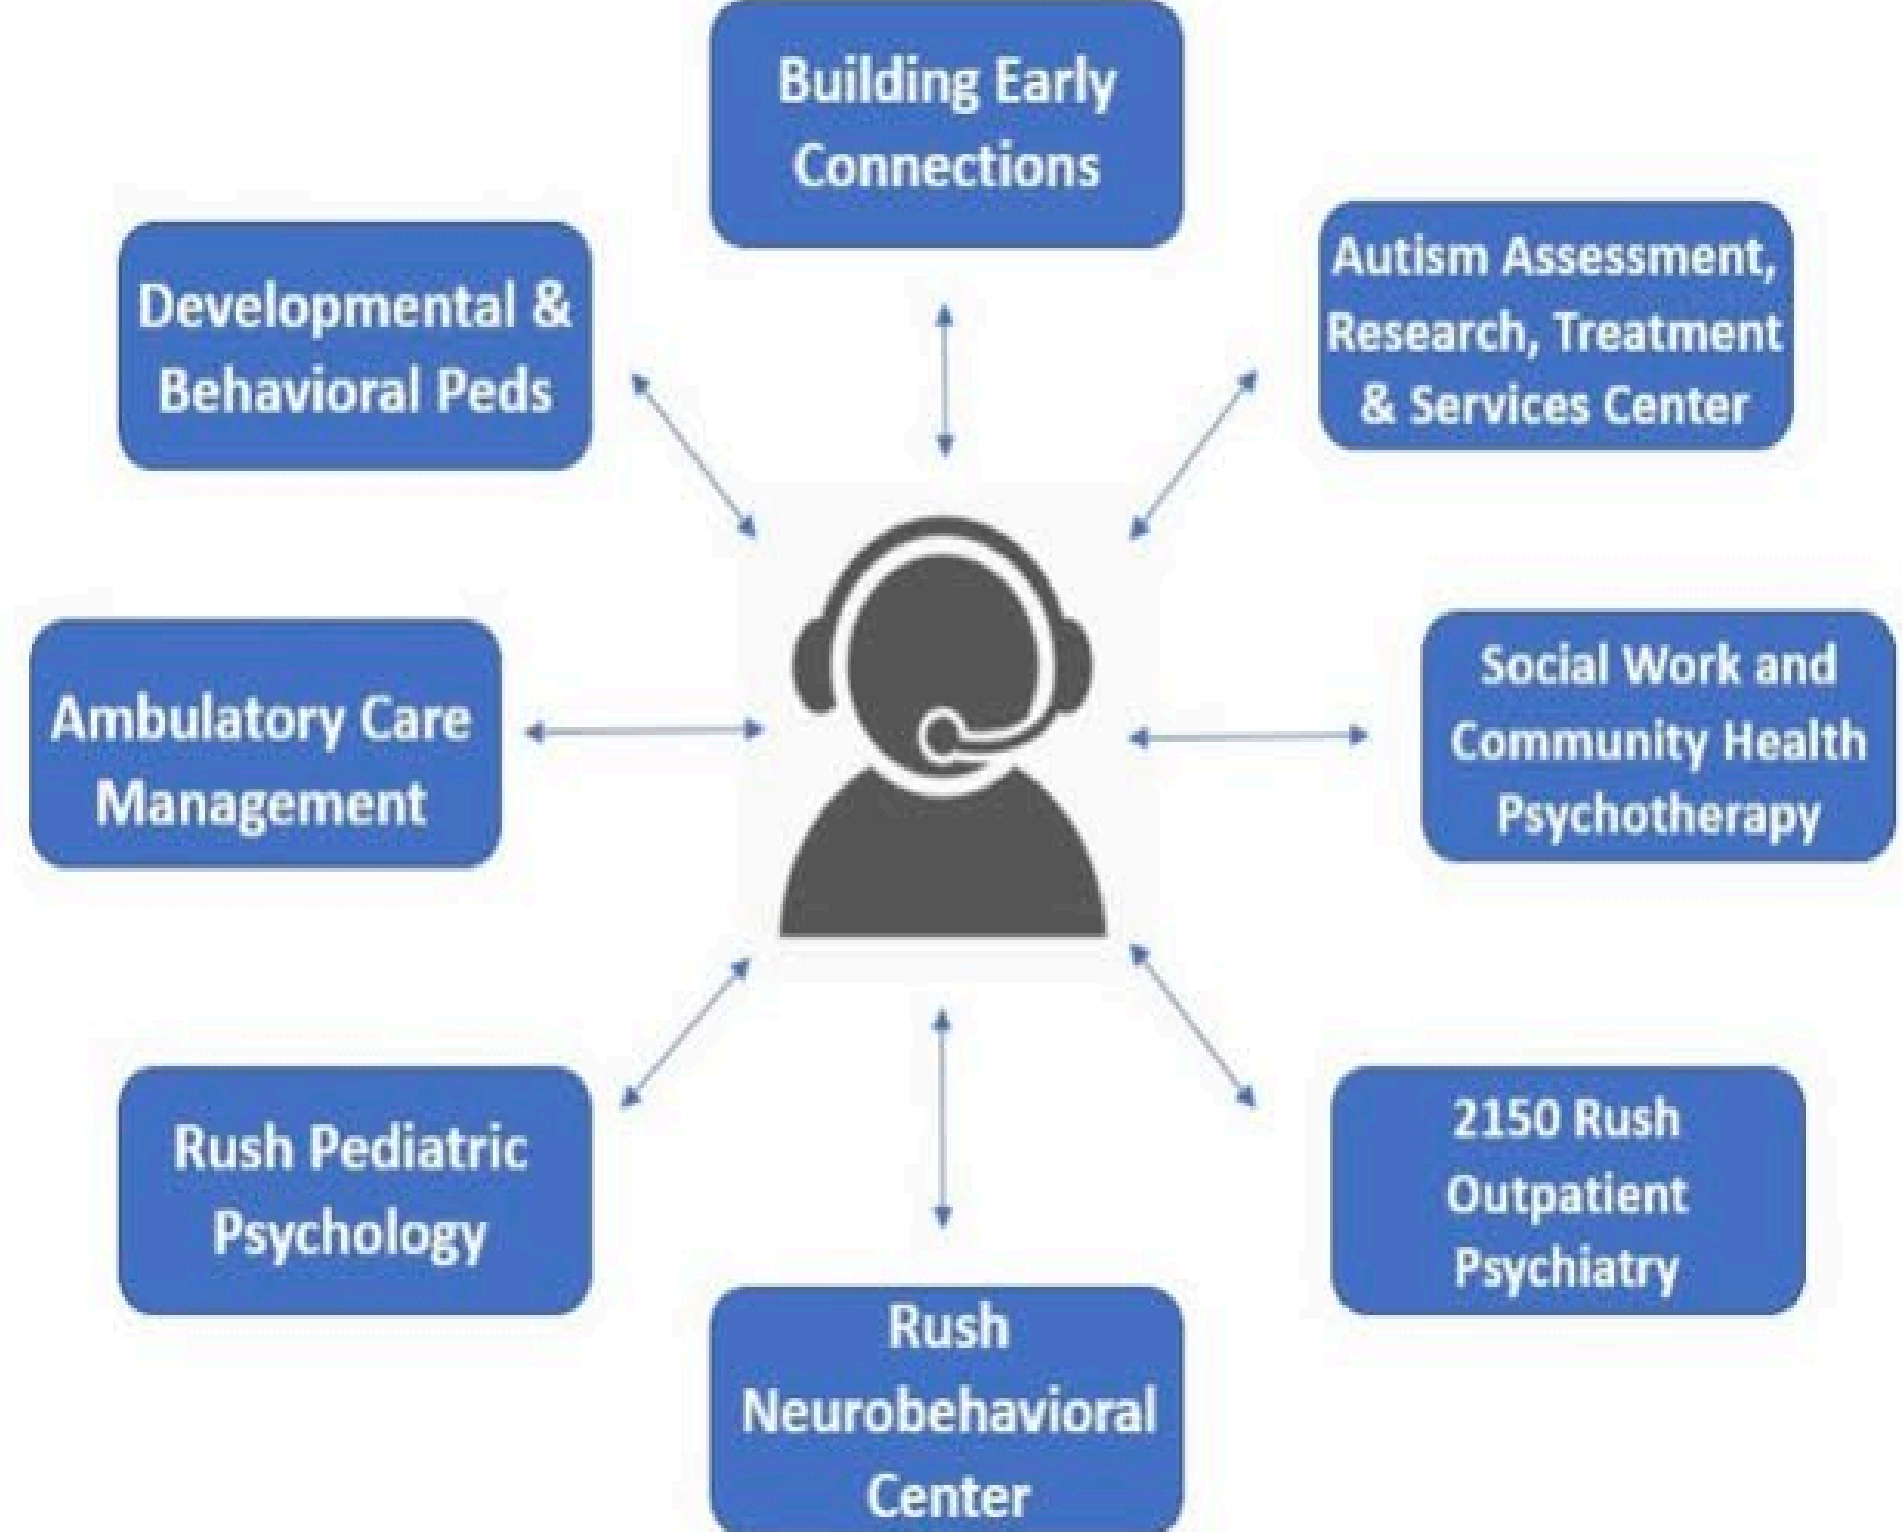 Building Early
Connections
Developmental &
Behavioral Peds
Autism Assessment,
Research, Treatment
& Services Center
Ambulatory Care
Management
Social Work and
Community Health
Psychotherapy
Rush Pediatric
Psychology
2150 Rush
Outpatient
Psychiatry
Rush
Neurobehavioral
Center